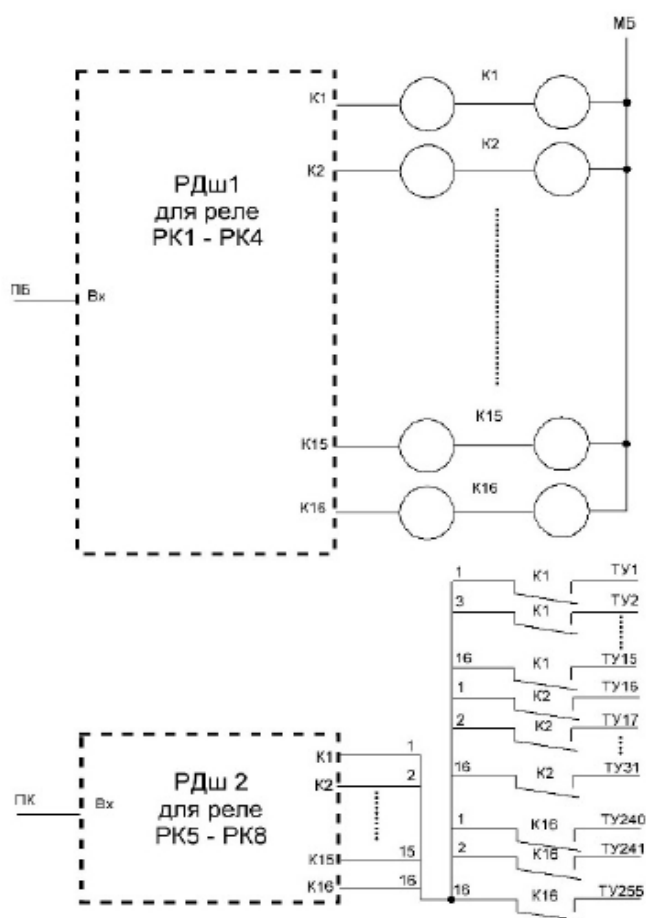 МБ
К1
К1
К2
К2
РДш1
для реле
РК1 - РК4
ПБ
Вх
К15
К15
К16
К16
1 К1 ТУ1
3 К1 ТУ2
16 К1 ТУ15
1 К2 ТУ16
2 К2 ТУ17
16 К2 ТУ31
1 К16 ТУ240
2 К16 ТУ241
16 К16 ТУ255
К1 1
К2 2
РДш 2
для реле
РК5 - РК8
ПК
Вх
К15 15
К16 16